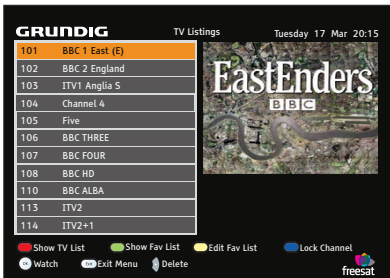 GRUNDIG TV Listings Tuesday 17 Mar 20:15
101 BBC 1 East (E)
102 BBC 2 England
103 ITV1 Anglia S
104 Channel 4
105 Five
106 BBC THREE
107 BBC FOUR
108 BBC HD
110 BBC ALBA
113 ITV2
114 ITV2+1
EastEnders
BBC
Show TV List Show Fav List Edit Fav List Lock Channel
OK Watch Exit Exit Menu Delete
freesat